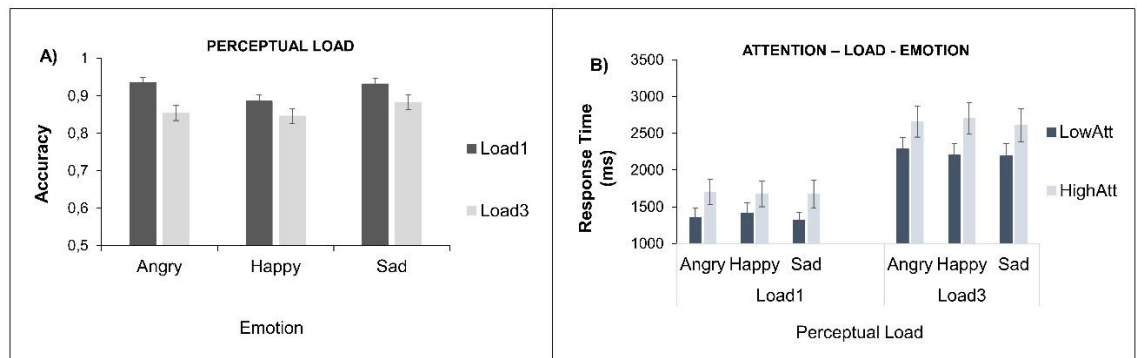 A)
PERCEPTUAL LOAD
Accuracy
1
0,9
0,8
0,7
0,6
0,5
Angry Happy Sad
Emotion
Load1
Load3
B)
ATTENTION – LOAD - EMOTION
Response Time
(ms)
3500
3000
2500
2000
1500
1000
Angry Happy Sad Angry Happy Sad
Load1 Load3
Perceptual Load
LowAtt
HighAtt